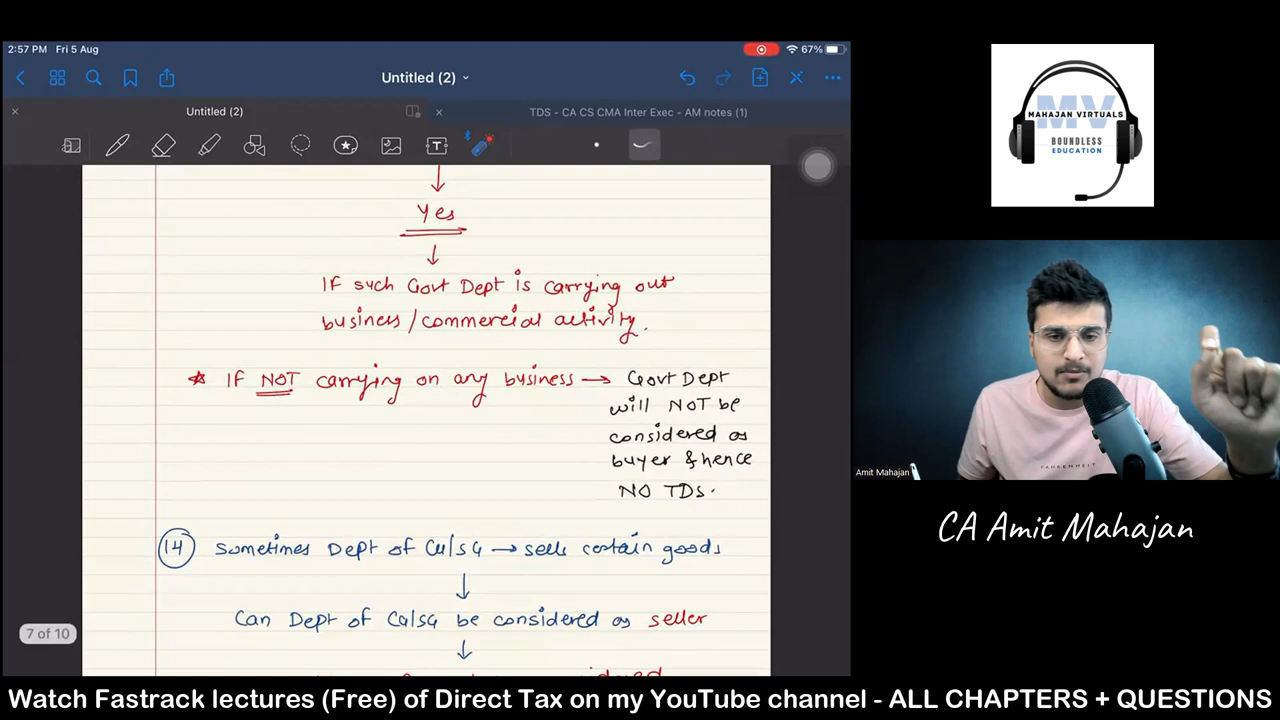 2:57 PM Fri 5 Aug
67%
Untitled (2)
Untitled (2)
TDS - CA CS CMA Inter Exec - AM notes (1)
Yes
If such Govt Dept is carrying out
business/commercial activity.
If NOT carrying on any business → Govt Dept
will NOT be
considered as
buyer & hence
NO TDS.
14 Sometimes Dept of CG/SG → sells certain goods
Can Dept of CG/SG be considered as seller
7 of 10
MV
MAHAJAN VIRTUALS
BOUNDLESS
EDUCATION
FAHRENHEIT
Amit Mahajan
CA Amit Mahajan
Watch Fastrack lectures (Free) of Direct Tax on my YouTube channel - ALL CHAPTERS + QUESTIONS